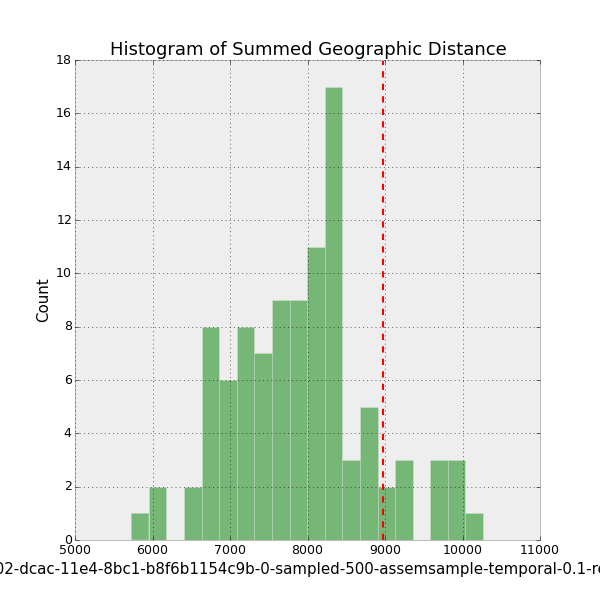 Histogram of Summed Geographic Distance
18
16
14
12
10
8
6
4
2
0
Count
5000 6000 7000 8000 9000 10000 11000
02-dcac-11e4-8bc1-b8f6b1154c9b-0-sampled-500-assemsample-temporal-0.1-r